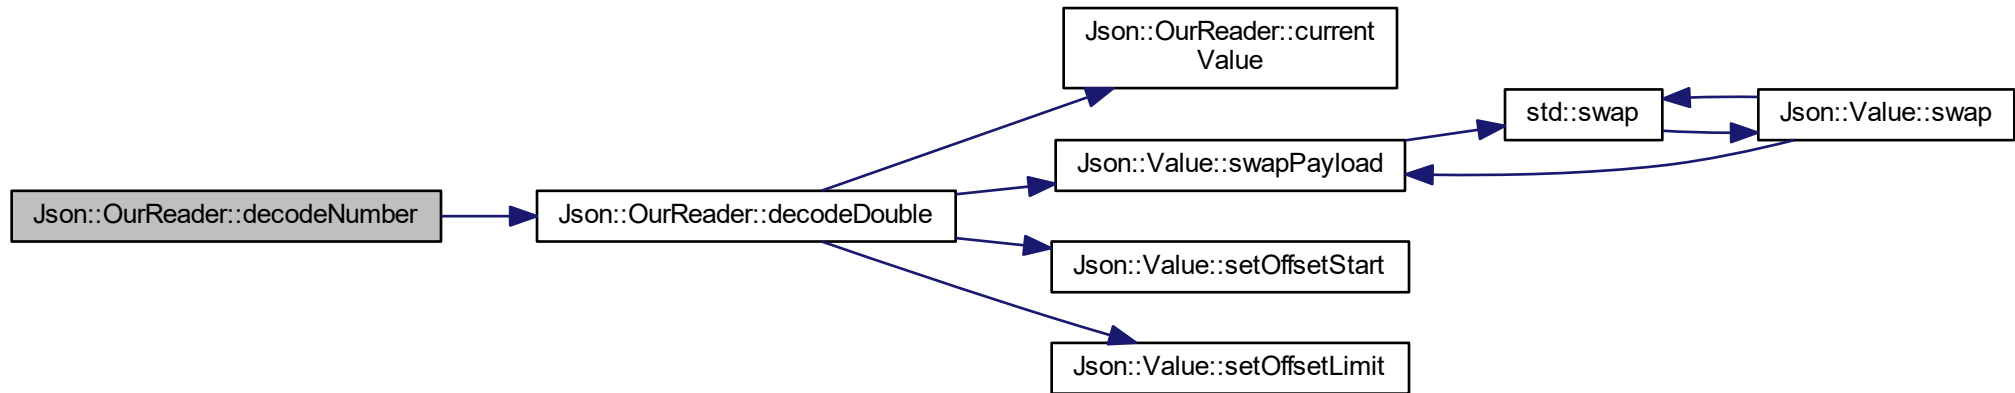 Json::OurReader::decodeNumber
Json::OurReader::decodeDouble
Json::OurReader::current
Value
Json::Value::swapPayload
Json::Value::setOffsetStart
Json::Value::setOffsetLimit
std::swap
Json::Value::swap